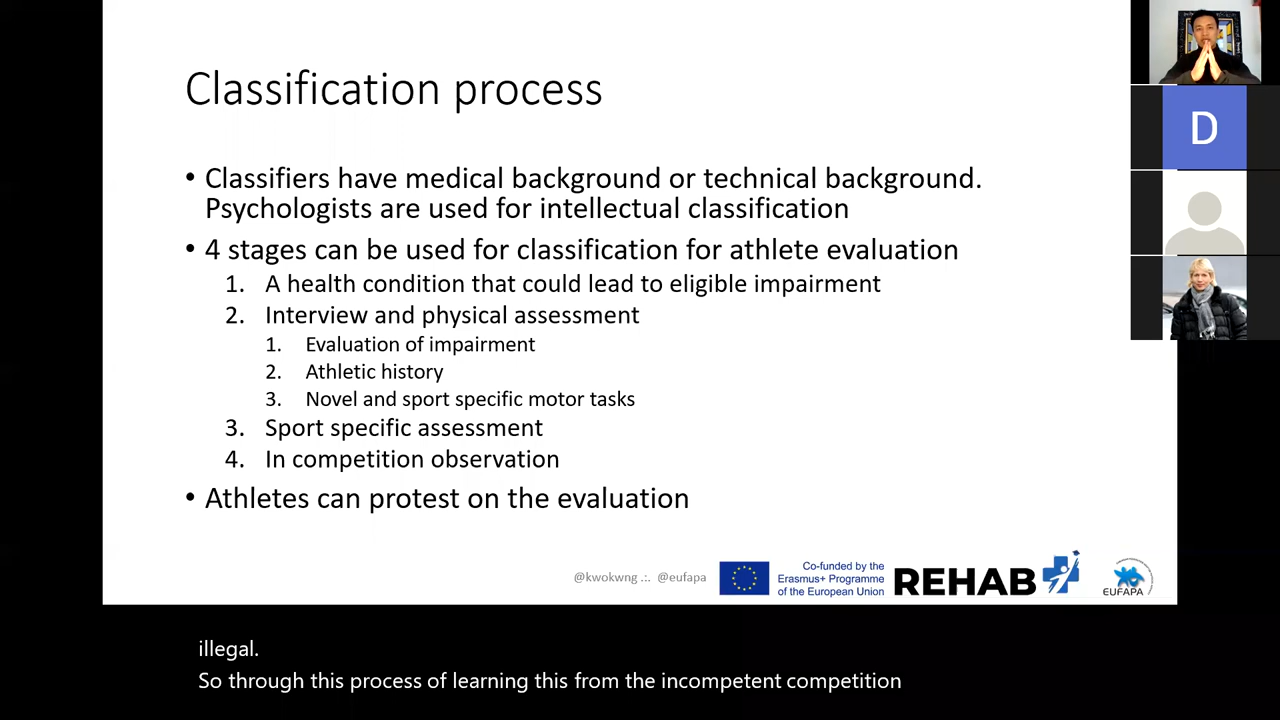 Classification process
• Classifiers have medical background or technical background.
Psychologists are used for intellectual classification
• 4 stages can be used for classification for athlete evaluation
1. A health condition that could lead to eligible impairment
2. Interview and physical assessment
1. Evaluation of impairment
2. Athletic history
3. Novel and sport specific motor tasks
3. Sport specific assessment
4. In competition observation
• Athletes can protest on the evaluation
@kwokwng .:. @eufapa
Co-funded by the
Erasmus+ Programme
of the European Union
REHAB
EUFAPA
D
illegal.
So through this process of learning this from the incompetent competition